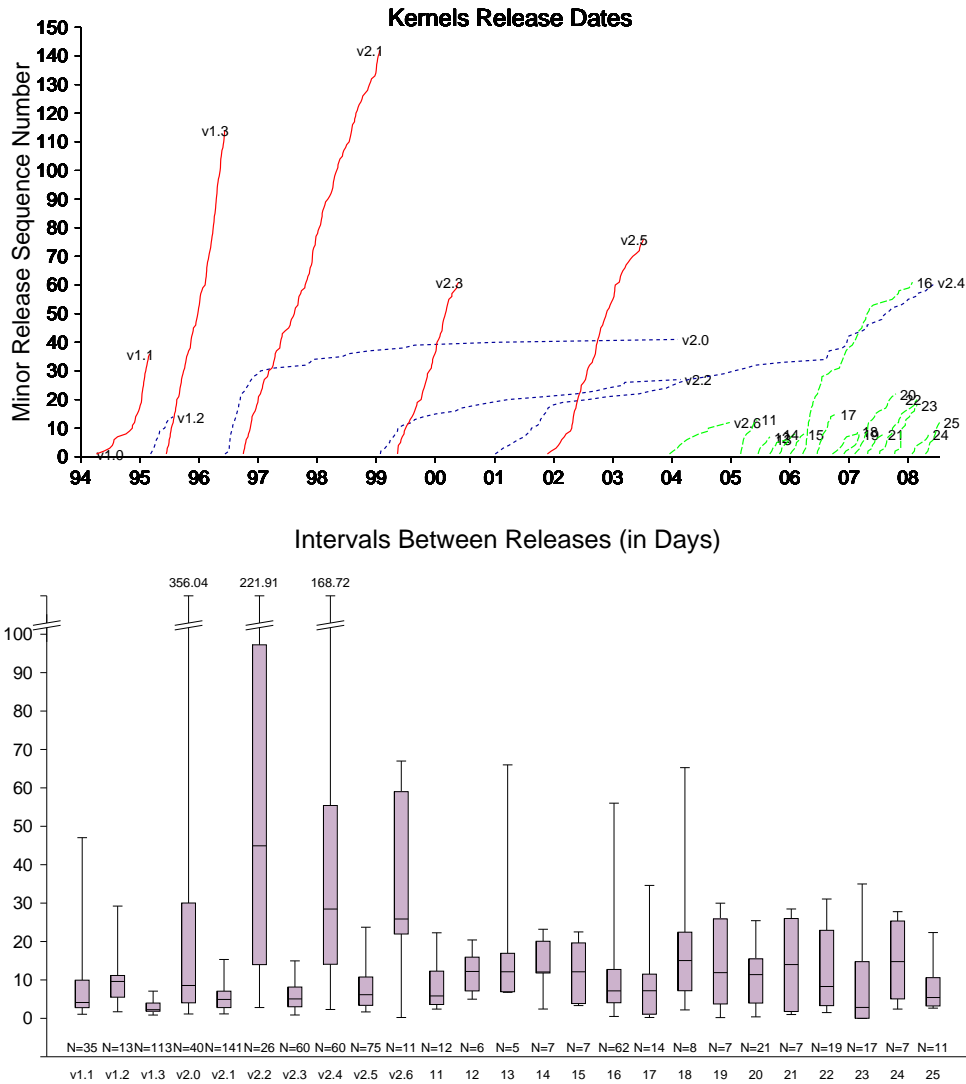 Kernels Release Dates
Minor Release Sequence Number
150
140
130
120
110
100
90
80
70
60
50
40
30
20
10
0
94 95 96 97 98 99 00 01 02 03 04 05 06 07 08
v1.0
v1.1
v1.2
v1.3
v2.1
v2.3
v2.5
v2.0
v2.2
v2.6
11
13
14
15
16
v2.4
17
18
19
20
21
22
23
24
25
Intervals Between Releases (in Days)
356.04 221.91 168.72
100
90
80
70
60
50
40
30
20
10
0
N=35 N=13 N=113 N=40 N=141 N=26 N=60 N=60 N=75 N=11 N=12 N=6 N=5 N=7 N=7 N=62 N=14 N=8 N=7 N=21 N=7 N=19 N=17 N=7 N=11
v1.1 v1.2 v1.3 v2.0 v2.1 v2.2 v2.3 v2.4 v2.5 v2.6 11 12 13 14 15 16 17 18 19 20 21 22 23 24 25